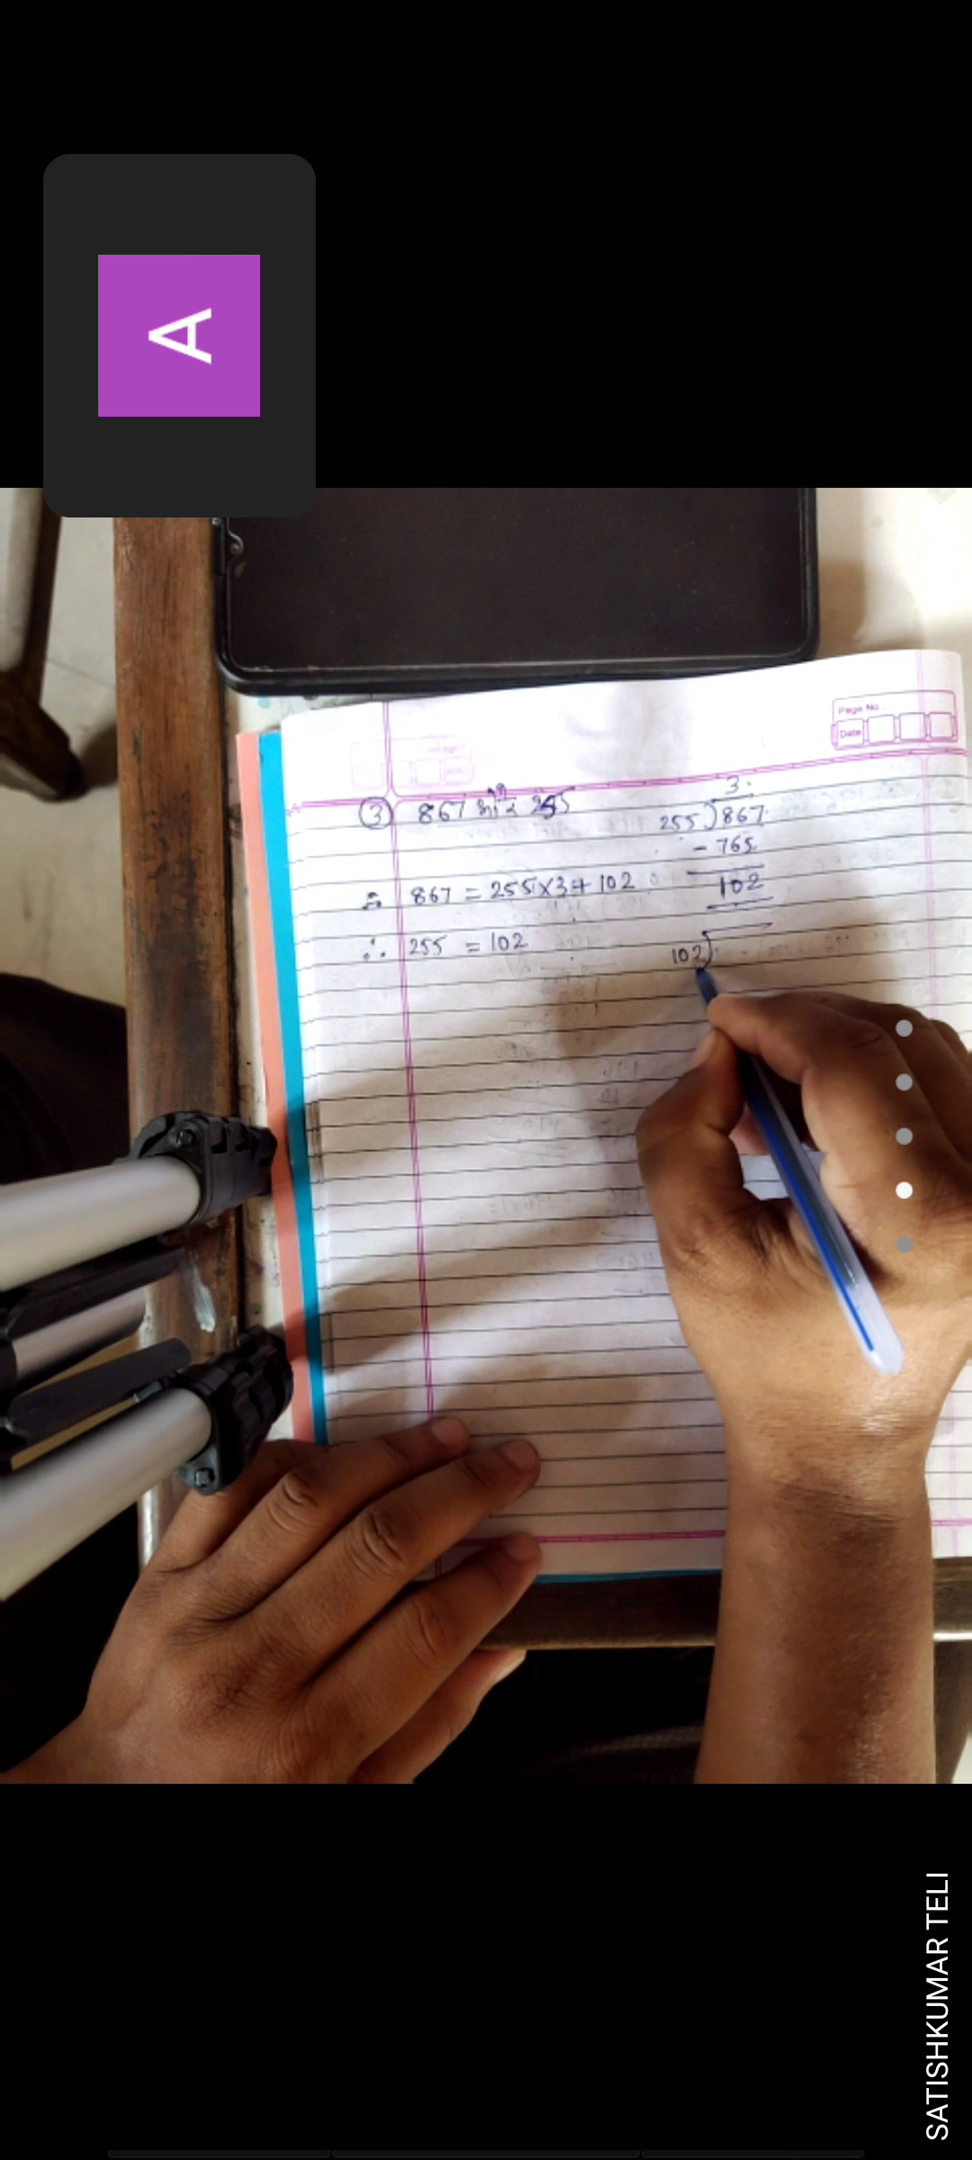 A
Page No.
Date
3
③ 867 और 255
255)867
- 765
102
∴ 867 = 255×3+102
∴ 255 = 102
102)
SATISHKUMAR TELI